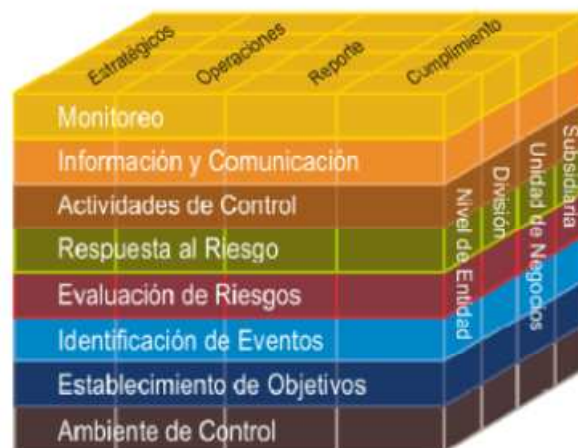 Estratégicos
Operaciones
Reporte
Cumplimiento
Monitoreo
Información y Comunicación
Actividades de Control
Respuesta al Riesgo
Evaluación de Riesgos
Identificación de Eventos
Establecimiento de Objetivos
Ambiente de Control
Nivel de Entidad
División
Unidad de Negocios
Subsidiaria